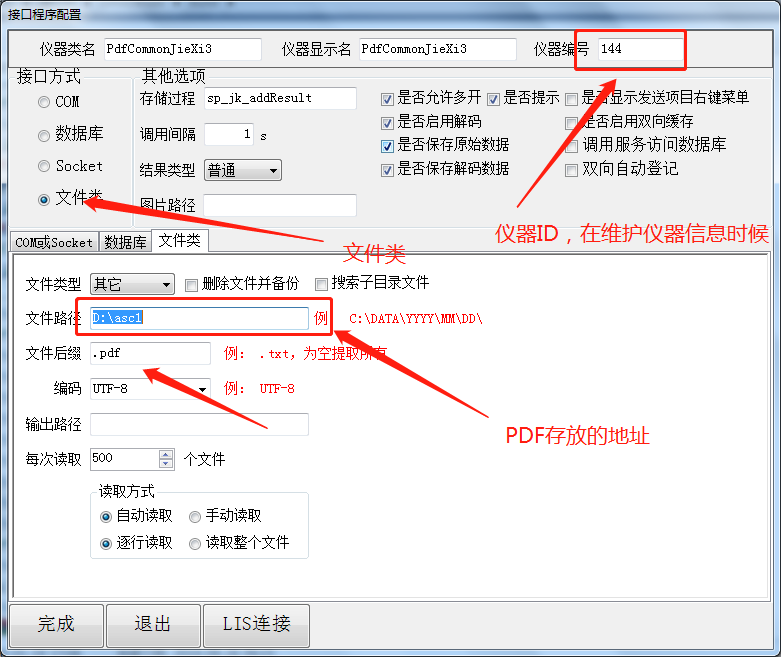 接口程序配置
仪器类名 PdfCommonJieXi3 仪器显示名 PdfCommonJieXi3 仪器编号 144
接口方式 其他选项
COM
数据库
Socket
文件类
存储过程 sp_jk_addResult
调用间隔 1 s
结果类型 普通
图片路径
是否允许多开 是否提示 是否显示发送项目右键菜单
是否启用解码 是否启用双向缓存
是否保存原始数据 调用服务访问数据库
是否保存解码数据 双向自动登记
仪器ID，在维护仪器信息时候
文件类
COM或Socket 数据库 文件类
文件类型 其它 删除文件并备份 搜索子目录文件
文件路径 D:\asc1 例 C:\DATA\YYYY\MM\DD\
文件后缀 .pdf 例： .txt, 为空提取所有
编码 UTF-8 例： UTF-8
PDF存放的地址
输出路径
每次读取 500 个文件
读取方式
自动读取 手动读取
逐行读取 读取整个文件
完成 退出 LIS连接